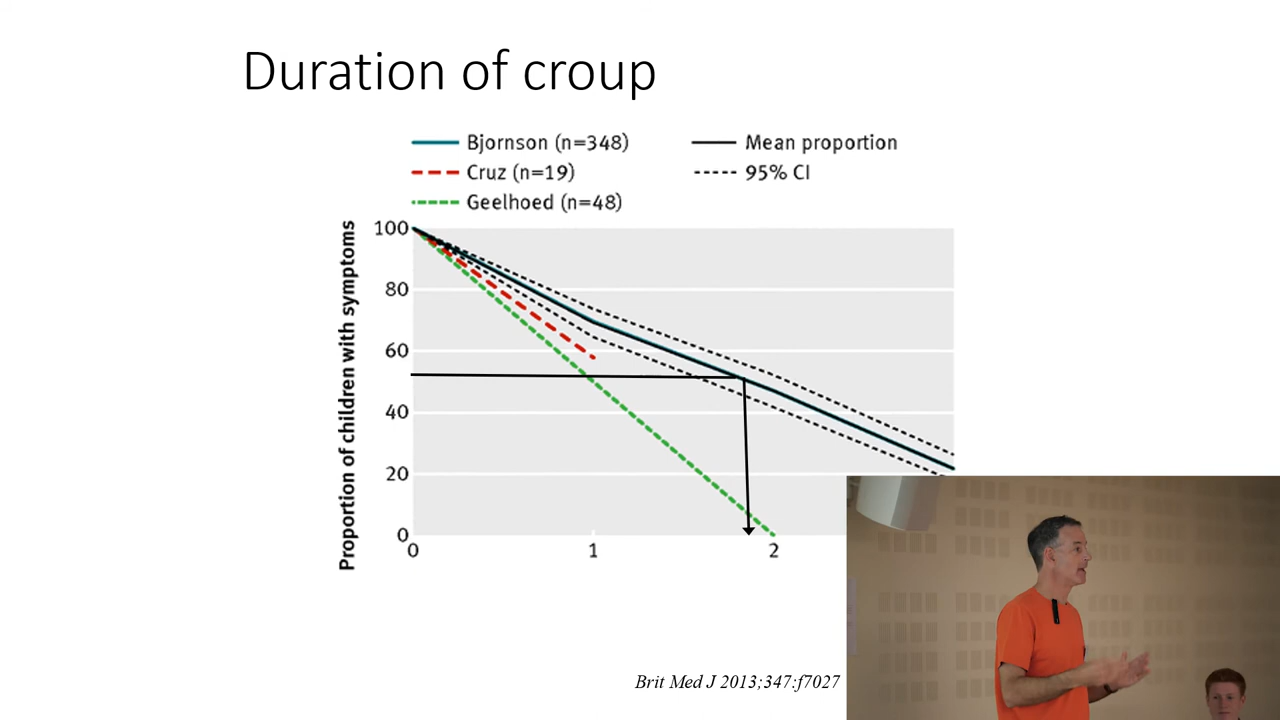 Duration of croup
Bjornson (n=348)
Mean proportion
Cruz (n=19)
95% CI
Geelhoed (n=48)
Proportion of children with symptoms
100
80
60
40
20
0
0 1 2
Brit Med J 2013;347:f7027